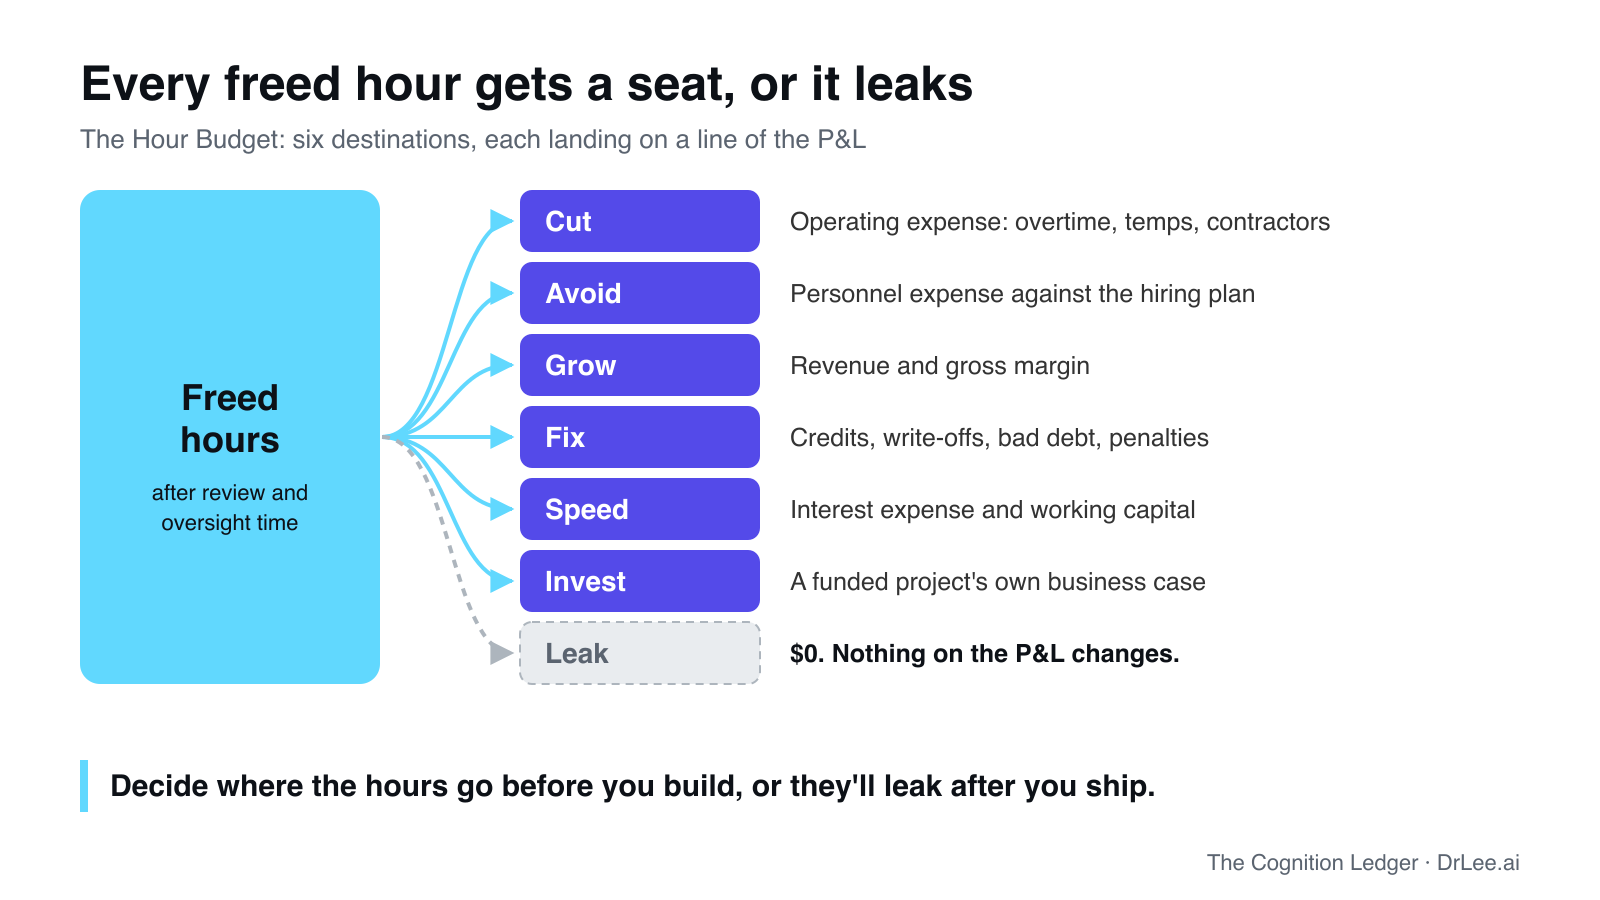 Every freed hour gets a seat, or it leaks
The Hour Budget: six destinations, each landing on a line of the P&L
Freed
hours
after review and
oversight time
Cut
Operating expense: overtime, temps, contractors
Avoid
Personnel expense against the hiring plan
Grow
Revenue and gross margin
Fix
Credits, write-offs, bad debt, penalties
Speed
Interest expense and working capital
Invest
A funded project's own business case
Leak
$0. Nothing on the P&L changes.
Decide where the hours go before you build, or they'll leak after you ship.
The Cognition Ledger · DrLee.ai